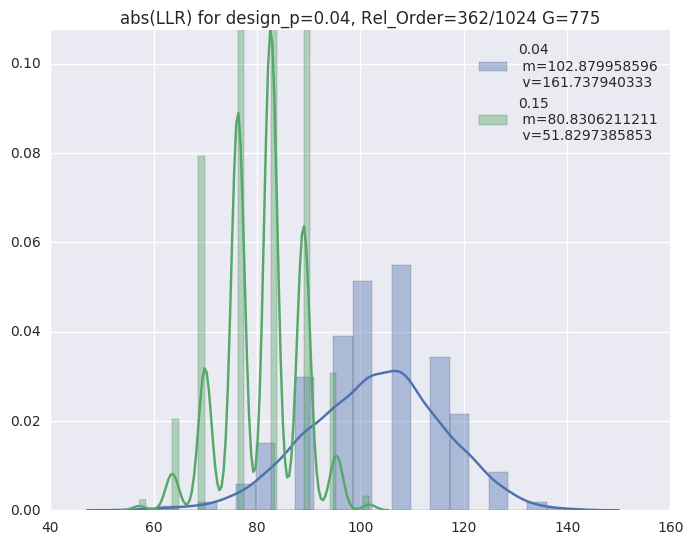 abs(LLR) for design_p=0.04, Rel_Order=362/1024 G=775
0.04
m=102.879958596
v=161.737940333
0.15
m=80.8306211211
v=51.8297385853
0.10
0.08
0.06
0.04
0.02
0.00
40 60 80 100 120 140 160